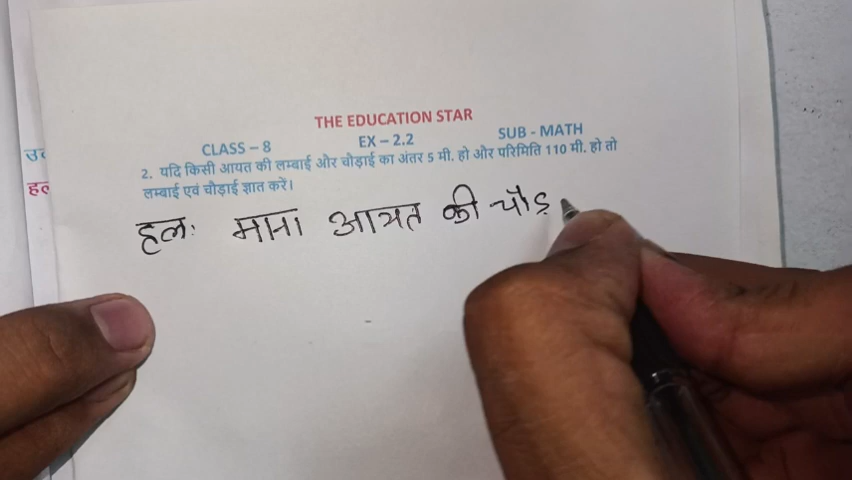 THE EDUCATION STAR
CLASS – 8 EX – 2.2 SUB - MATH
2. यदि किसी आयत की लम्बाई और चौड़ाई का अंतर 5 मी. हो और परिमिति 110 मी. हो तो
लम्बाई एवं चौड़ाई ज्ञात करें।
हलः माना आयत की चौड़